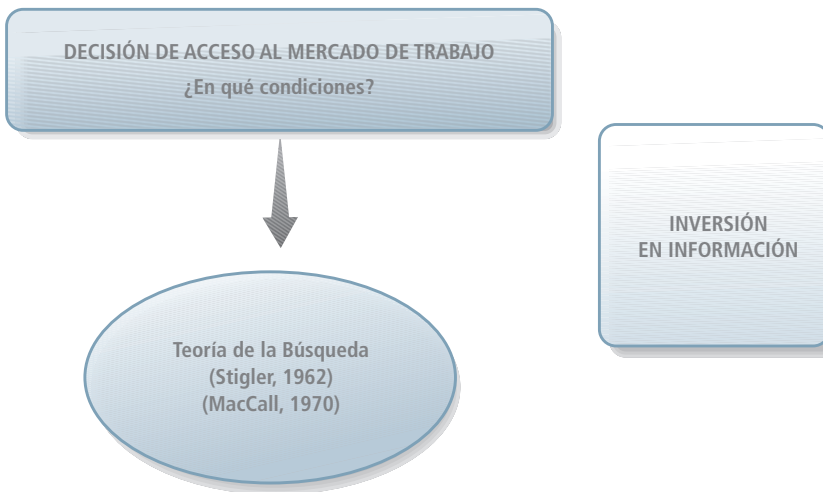 DECISIÓN DE ACCESO AL MERCADO DE TRABAJO
¿En qué condiciones?
INVERSIÓN
EN INFORMACIÓN
Teoría de la Búsqueda
(Stigler, 1962)
(MacCall, 1970)